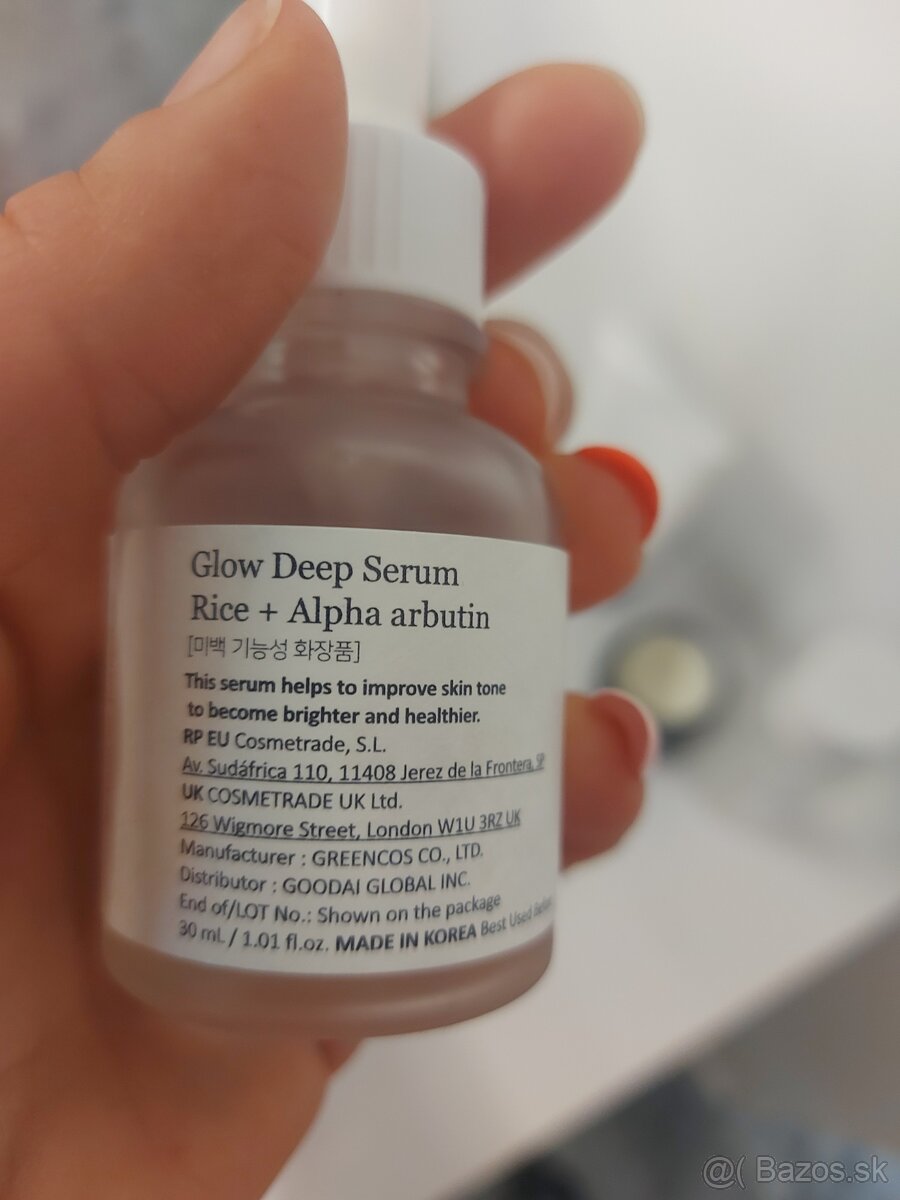 Glow Deep Serum
Rice + Alpha arbutin
[미백 기능성 화장품]
This serum helps to improve skin tone
to become brighter and healthier.
RP EU Cosmetrade, S.L.
Av. Sudáfrica 110, 11408 Jerez de la Frontera, SP
UK COSMETRADE UK Ltd.
126 Wigmore Street, London W1U 3RZ UK
Manufacturer : GREENCOS CO., LTD.
Distributor : GOODAI GLOBAL INC.
End of/LOT No.: Shown on the package
30 mL / 1.01 fl.oz. MADE IN KOREA Best Used Before
@( Bazos.sk